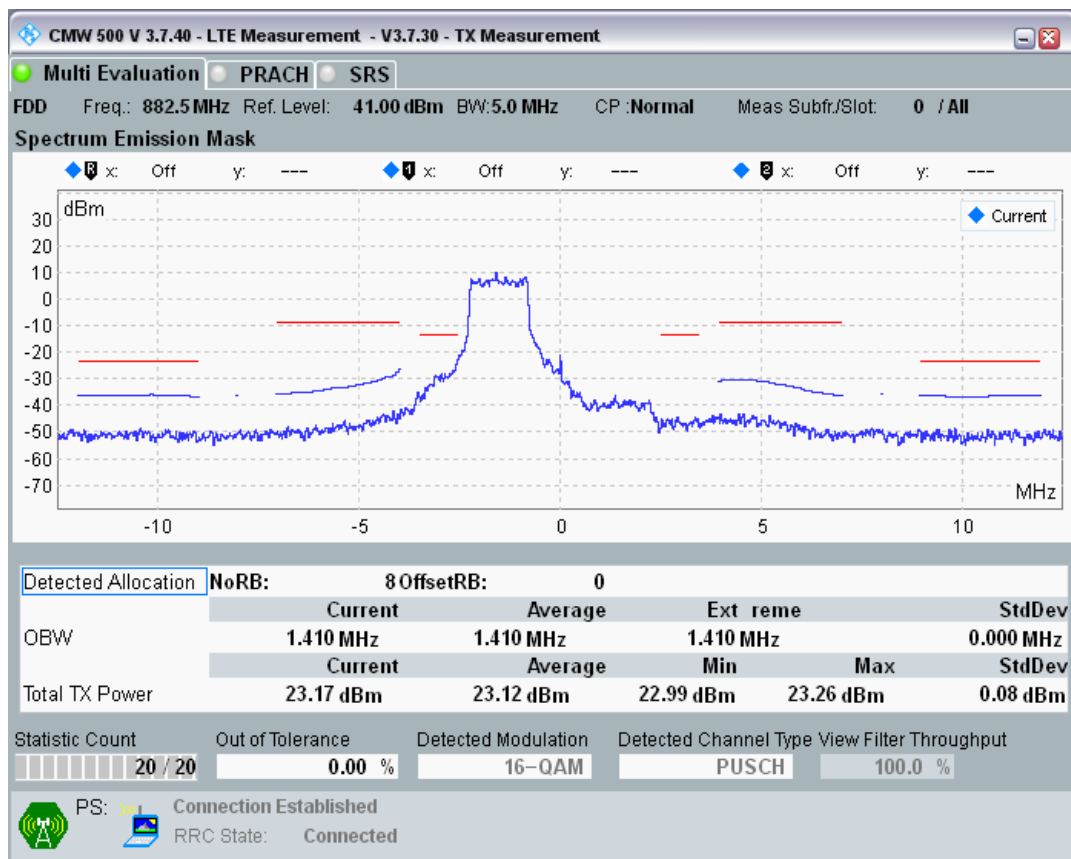 CMW 500 V 3.7.40 - LTE Measurement - V3.7.30 - TX Measurement
Multi Evaluation PRACH SRS
FDD Freq.: 882.5 MHz Ref. Level: 41.00 dBm BW:5.0 MHz CP :Normal Meas Subfr./Slot: 0 / All
Spectrum Emission Mask
R x: Off y: --- 1 x: Off y: --- 2 x: Off y: ---
dBm
Current
30
20
10
0
-10
-20
-30
-40
-50
-60
-70
MHz
-10 -5 0 5 10
Detected Allocation NoRB: 8 OffsetRB: 0
Current Average Ext reme StdDev
OBW 1.410 MHz 1.410 MHz 1.410 MHz 0.000 MHz
Current Average Min Max StdDev
Total TX Power 23.17 dBm 23.12 dBm 22.99 dBm 23.26 dBm 0.08 dBm
Statistic Count Out of Tolerance Detected Modulation Detected Channel Type View Filter Throughput
20 / 20 0.00 % 16-QAM PUSCH 100.0 %
PS: Connection Established
RRC State: Connected